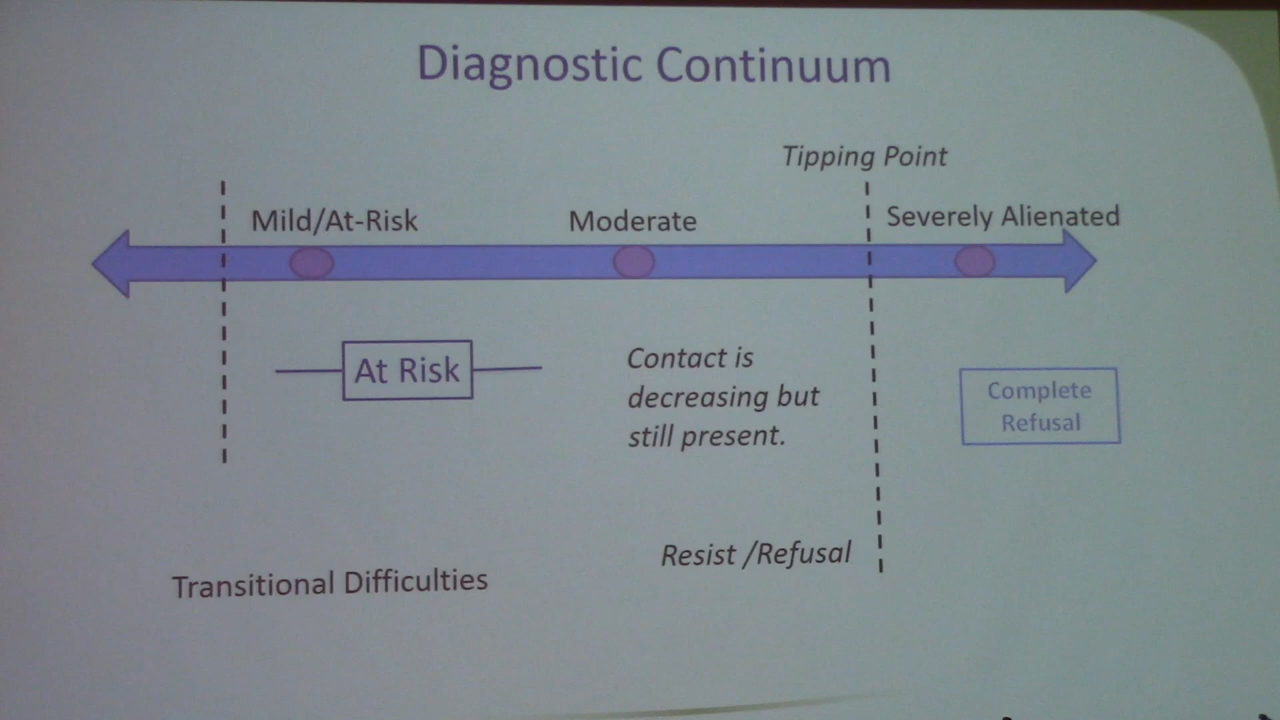 Diagnostic Continuum
Tipping Point
Mild/At-Risk
Moderate
Severely Alienated
At Risk
Contact is
decreasing but
still present.
Complete
Refusal
Resist /Refusal
Transitional Difficulties